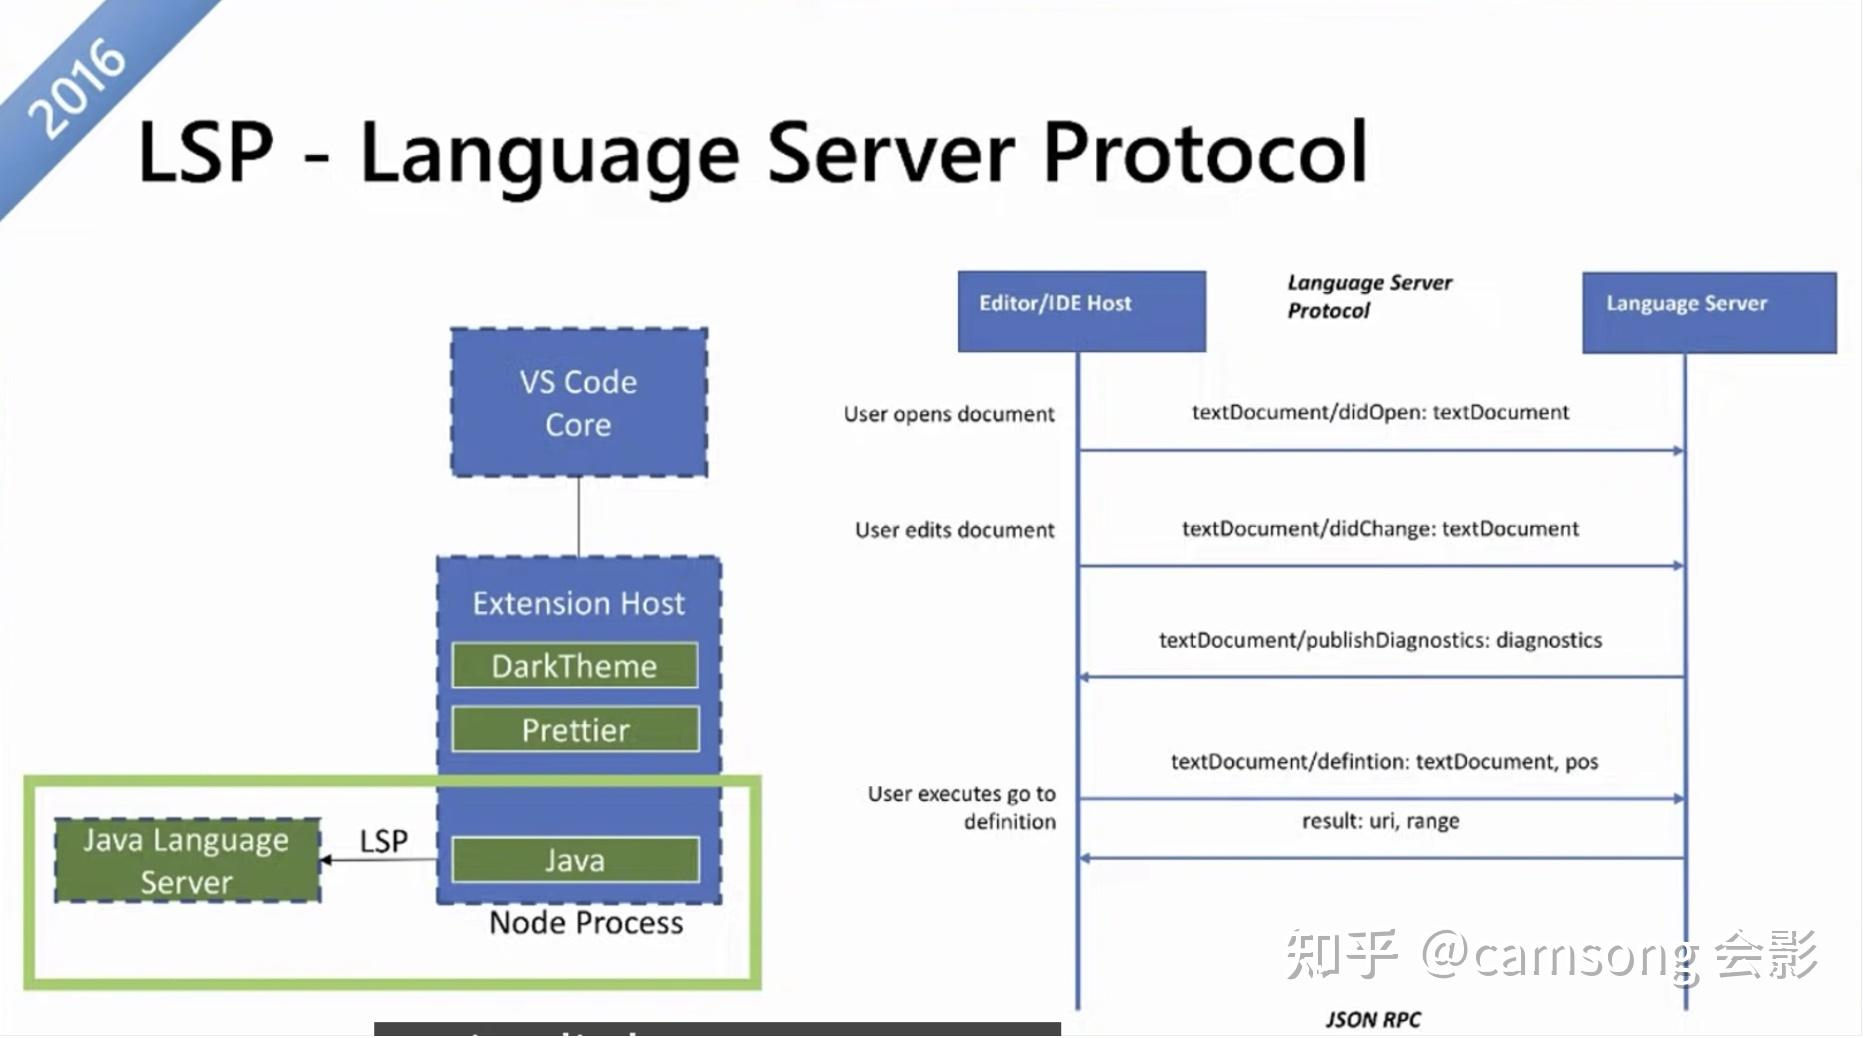 2016
LSP - Language Server Protocol
VS Code
Core
Extension Host
DarkTheme
Prettier
Java Language
Server
LSP
Java
Node Process
Editor/IDE Host
Language Server
Protocol
Language Server
User opens document
textDocument/didOpen: textDocument
User edits document
textDocument/didChange: textDocument
textDocument/publishDiagnostics: diagnostics
textDocument/defintion: textDocument, pos
User executes go to
definition
result: uri, range
JSON RPC
知乎 @camsong 会影